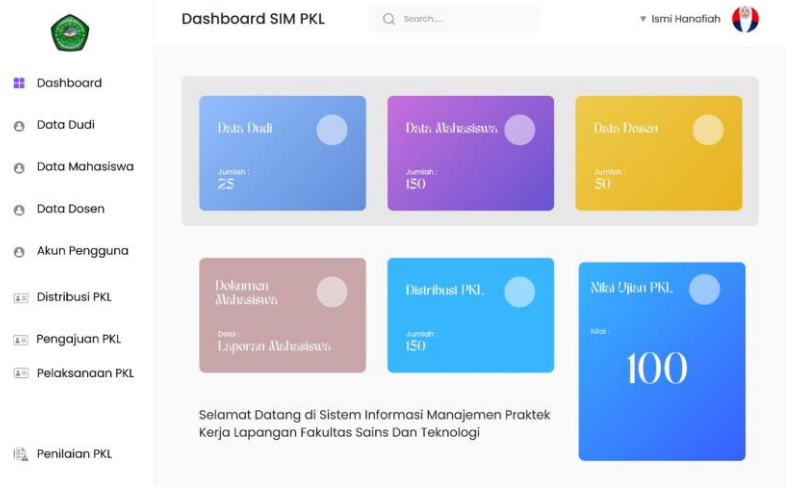 Dashboard SIM PKL
Search....
Ismi Hanafiah
Dashboard
Data Dudi
Data Mahasiswa
Data Dosen
Akun Pengguna
Distribusi PKL
Pengajuan PKL
Pelaksanaan PKL
Penilaian PKL
Data Dudi
Jumlah :
25
Data Mahasiswa
Jumlah :
150
Data Dosen
Jumlah :
50
Dokumen
Mahasiswa
Data :
Laporan Mahasiswa
Distribusi PKL
Jumlah :
150
Nilai Ujian PKL
Nilai :
100
Selamat Datang di Sistem Informasi Manajemen Praktek
Kerja Lapangan Fakultas Sains Dan Teknologi